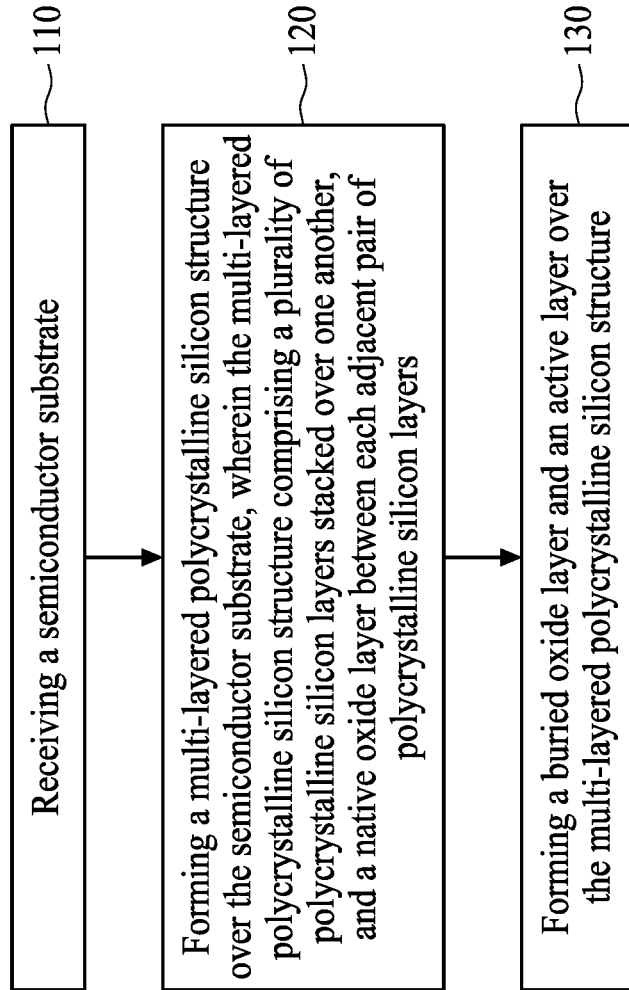 Receiving a semiconductor substrate
110
Forming a multi-layered polycrystalline silicon structure
over the semiconductor substrate, wherein the multi-layered
polycrystalline silicon structure comprising a plurality of
polycrystalline silicon layers stacked over one another,
and a native oxide layer between each adjacent pair of
polycrystalline silicon layers
120
Forming a buried oxide layer and an active layer over
the multi-layered polycrystalline silicon structure
130